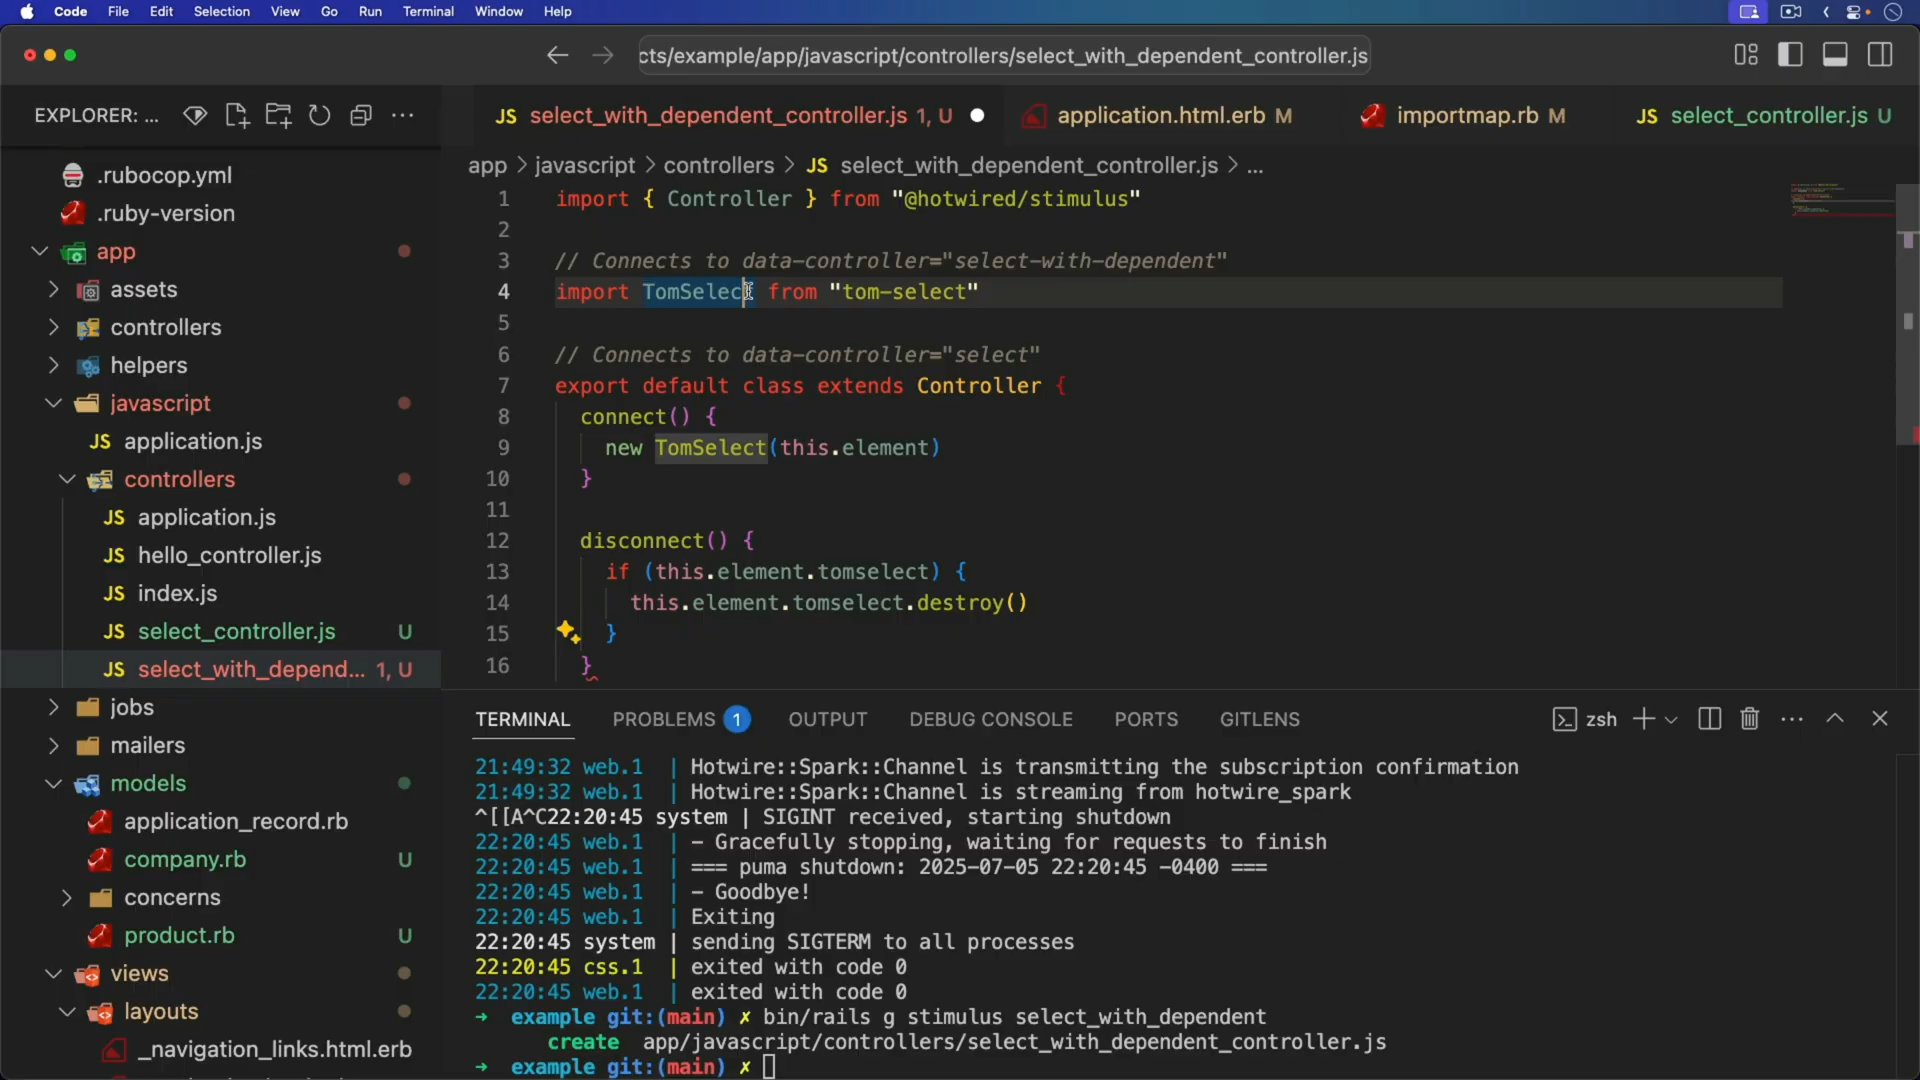 Code File Edit Selection View Go Run Terminal Window Help
cts/example/app/javascript/controllers/select_with_dependent_controller.js
EXPLORER: ...
JS select_with_dependent_controller.js 1, U
application.html.erb M
importmap.rb M
JS select_controller.js U
app > javascript > controllers > JS select_with_dependent_controller.js > ...
.rubocop.yml
.ruby-version
app
assets
controllers
helpers
javascript
JS application.js
controllers
JS application.js
JS hello_controller.js
JS index.js
JS select_controller.js U
JS select_with_depend... 1, U
jobs
mailers
models
application_record.rb
company.rb U
concerns
product.rb U
views
layouts
_navigation_links.html.erb
1 import { Controller } from "@hotwired/stimulus"
2
3 // Connects to data-controller="select-with-dependent"
4 import TomSelect from "tom-select"
5
6 // Connects to data-controller="select"
7 export default class extends Controller {
8 connect() {
9 new TomSelect(this.element)
10 }
11
12 disconnect() {
13 if (this.element.tomselect) {
14 this.element.tomselect.destroy()
15 }
16 }
TERMINAL PROBLEMS 1 OUTPUT DEBUG CONSOLE PORTS GITLENS
zsh
21:49:32 web.1 | Hotwire::Spark::Channel is transmitting the subscription confirmation
21:49:32 web.1 | Hotwire::Spark::Channel is streaming from hotwire_spark
^[[A^C22:20:45 system | SIGINT received, starting shutdown
22:20:45 web.1 | - Gracefully stopping, waiting for requests to finish
22:20:45 web.1 | === puma shutdown: 2025-07-05 22:20:45 -0400 ===
22:20:45 web.1 | - Goodbye!
22:20:45 web.1 | Exiting
22:20:45 system | sending SIGTERM to all processes
22:20:45 css.1 | exited with code 0
22:20:45 web.1 | exited with code 0
→ example git:(main) ✗ bin/rails g stimulus select_with_dependent
create app/javascript/controllers/select_with_dependent_controller.js
→ example git:(main) ✗